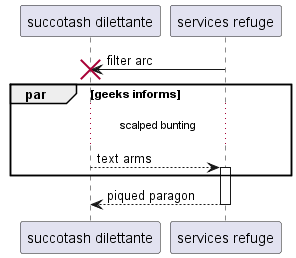 succotash dilettante services refuge
filter arc
par [geeks informs]
scalped bunting
text arms
piqued paragon
succotash dilettante services refuge